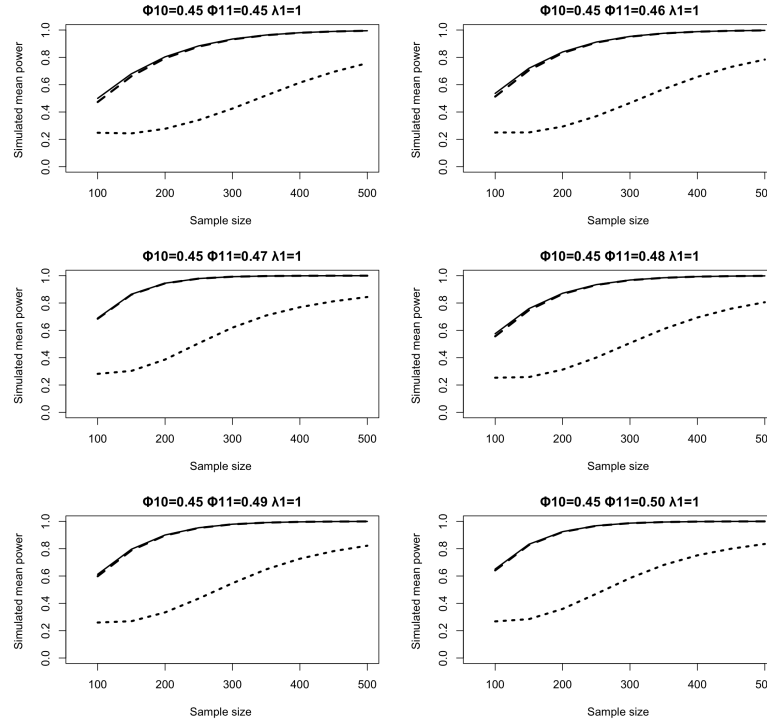 Φ10=0.45 Φ11=0.45 λ1=1
Simulated mean power
0.0 0.2 0.4 0.6 0.8 1.0
100 200 300 400 500
Sample size
Φ10=0.45 Φ11=0.46 λ1=1
Simulated mean power
0.0 0.2 0.4 0.6 0.8 1.0
100 200 300 400 500
Sample size
Φ10=0.45 Φ11=0.47 λ1=1
Simulated mean power
0.0 0.2 0.4 0.6 0.8 1.0
100 200 300 400 500
Sample size
Φ10=0.45 Φ11=0.48 λ1=1
Simulated mean power
0.0 0.2 0.4 0.6 0.8 1.0
100 200 300 400 500
Sample size
Φ10=0.45 Φ11=0.49 λ1=1
Simulated mean power
0.0 0.2 0.4 0.6 0.8 1.0
100 200 300 400 500
Sample size
Φ10=0.45 Φ11=0.50 λ1=1
Simulated mean power
0.0 0.2 0.4 0.6 0.8 1.0
100 200 300 400 500
Sample size